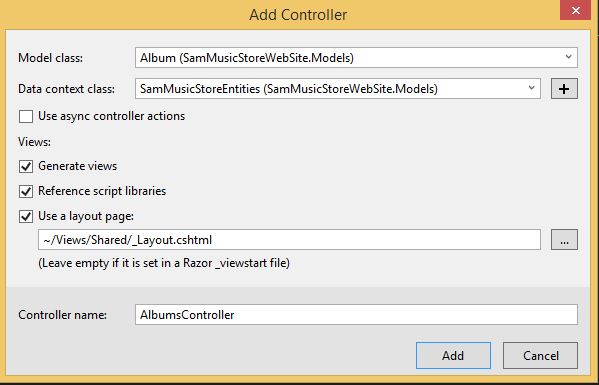 Add Controller
Model class: Album (SamMusicStoreWebSite.Models)
Data context class: SamMusicStoreEntities (SamMusicStoreWebSite.Models)
Use async controller actions
Views:
Generate views
Reference script libraries
Use a layout page:
~/Views/Shared/_Layout.cshtml ...
(Leave empty if it is set in a Razor _viewstart file)
Controller name: AlbumsController
Add Cancel